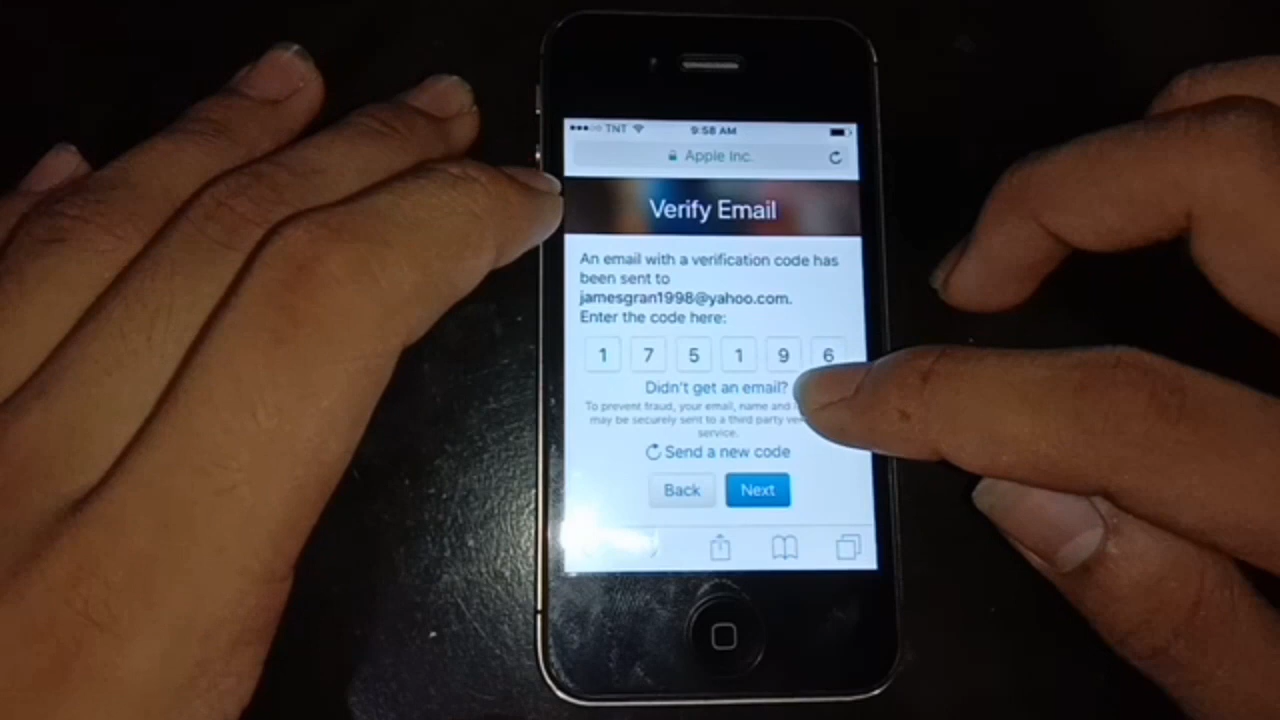 TNT 9:58 AM
Apple Inc.
Verify Email
An email with a verification code has
been sent to
jamesgran1998@yahoo.com.
Enter the code here:
1 7 5 1 9 6
Didn't get an email?
To prevent fraud, your email, name and
may be securely sent to a third party
service.
Send a new code
Back Next